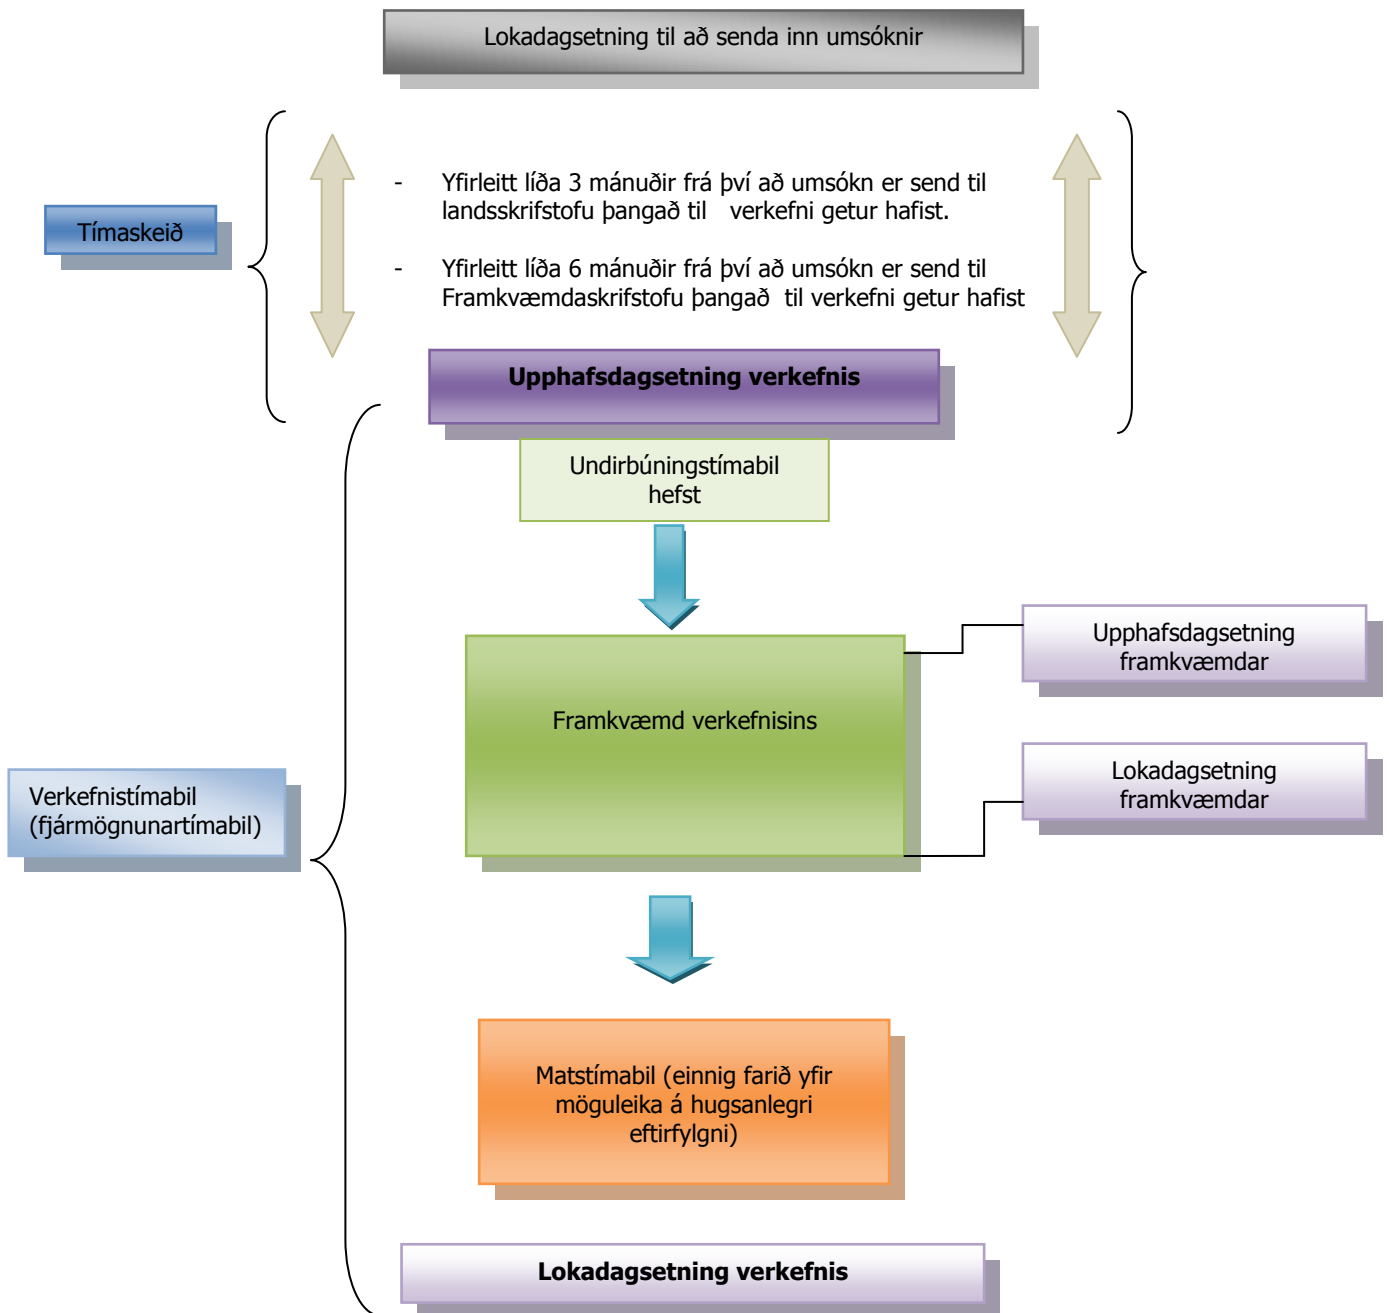 Lokadagsetning til að senda inn umsóknir
- Yfirleitt líða 3 mánuðir frá því að umsókn er send til
landsskrifstofu þangað til verkefni getur hafist.
Tímaskeið
- Yfirleitt líða 6 mánuðir frá því að umsókn er send til
Framkvæmdaskrifstofu þangað til verkefni getur hafist
Upphafsdagsetning verkefnis
Undirbúningstímabil
hefst
Upphafsdagsetning
framkvæmdar
Framkvæmd verkefnisins
Lokadagsetning
framkvæmdar
Verkefnistímabil
(fjármögnunartímabil)
Matstímabil (einnig farið yfir
möguleika á hugsanlegri
eftirfylgni)
Lokadagsetning verkefnis